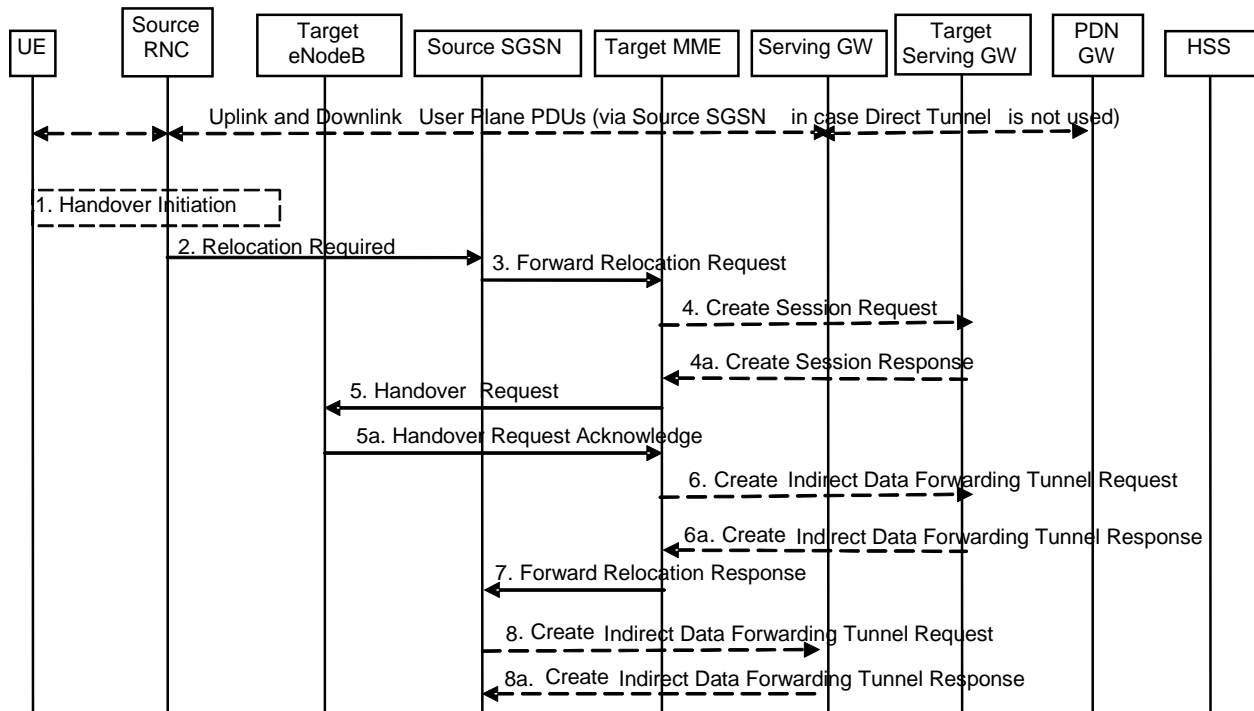 UE
Source
RNC
Target
eNodeB
Source SGSN
Target MME
Serving GW
Target
Serving GW
PDN
GW
HSS
Uplink and Downlink User Plane PDUs (via Source SGSN in case Direct Tunnel is not used)
1. Handover Initiation
2. Relocation Required
3. Forward Relocation Request
4. Create Session Request
4a. Create Session Response
5. Handover Request
5a. Handover Request Acknowledge
6. Create Indirect Data Forwarding Tunnel Request
6a. Create Indirect Data Forwarding Tunnel Response
7. Forward Relocation Response
8. Create Indirect Data Forwarding Tunnel Request
8a. Create Indirect Data Forwarding Tunnel Response